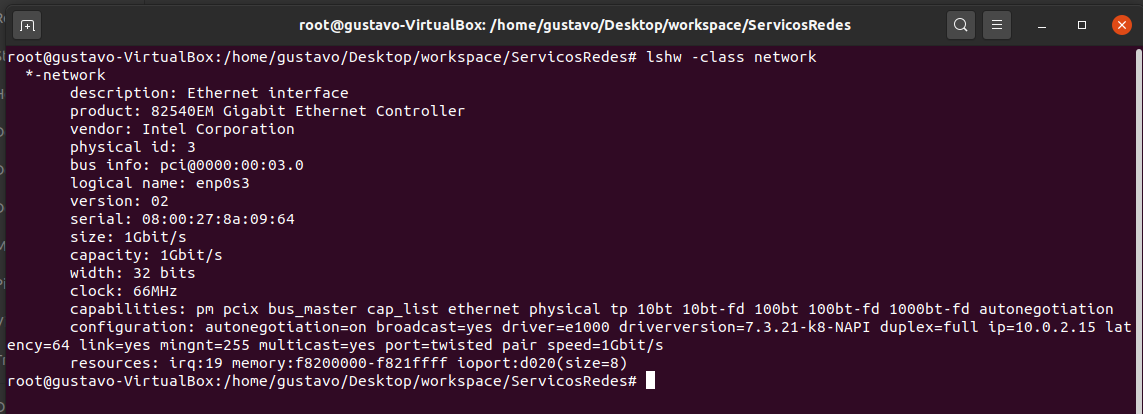 root@gustavo-VirtualBox: /home/gustavo/Desktop/workspace/ServicosRedes
root@gustavo-VirtualBox:/home/gustavo/Desktop/workspace/ServicosRedes# lshw -class network
*-network
description: Ethernet interface
product: 82540EM Gigabit Ethernet Controller
vendor: Intel Corporation
physical id: 3
bus info: pci@0000:00:03.0
logical name: enp0s3
version: 02
serial: 08:00:27:8a:09:64
size: 1Gbit/s
capacity: 1Gbit/s
width: 32 bits
clock: 66MHz
capabilities: pm pcix bus_master cap_list ethernet physical tp 10bt 10bt-fd 100bt 100bt-fd 1000bt-fd autonegotiation
configuration: autonegotiation=on broadcast=yes driver=e1000 driverversion=7.3.21-k8-NAPI duplex=full ip=10.0.2.15 lat
ency=64 link=yes mingnt=255 multicast=yes port=twisted pair speed=1Gbit/s
resources: irq:19 memory:f8200000-f821ffff ioport:d020(size=8)
root@gustavo-VirtualBox:/home/gustavo/Desktop/workspace/ServicosRedes#